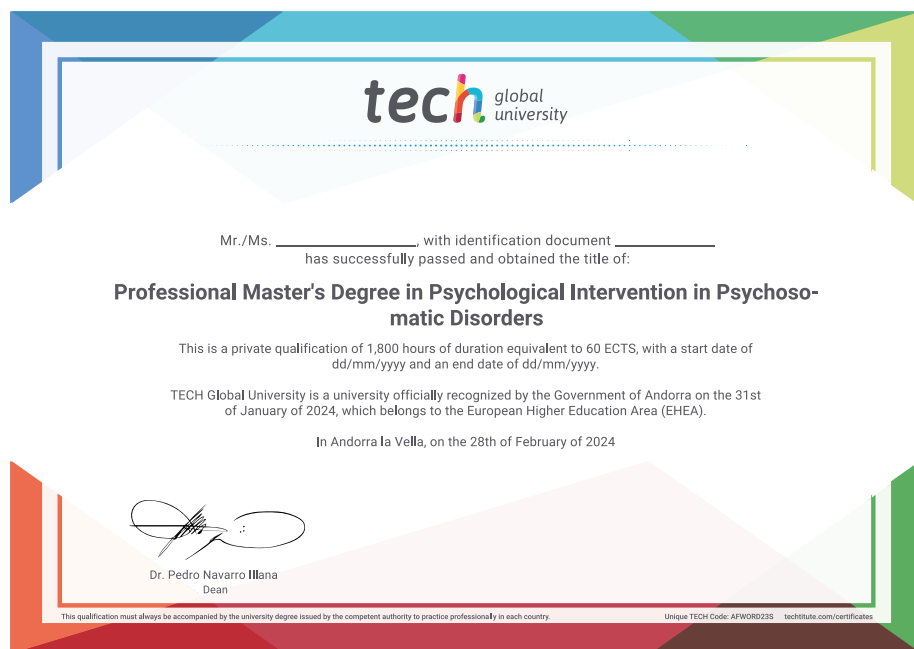 tech global
university
Mr./Ms. ____________, with identification document ____________
has successfully passed and obtained the title of:
Professional Master's Degree in Psychological Intervention in Psychoso-
matic Disorders
This is a private qualification of 1,800 hours of duration equivalent to 60 ECTS, with a start date of
dd/mm/yyyy and an end date of dd/mm/yyyy.
TECH Global University is a university officially recognized by the Government of Andorra on the 31st
of January of 2024, which belongs to the European Higher Education Area (EHEA).
In Andorra la Vella, on the 28th of February of 2024
Dr. Pedro Navarro Illana
Dean
This qualification must always be accompanied by the university degree issued by the competent authority to practice professionally in each country.
Unique TECH Code: AFWORD23S techtitute.com/certificates